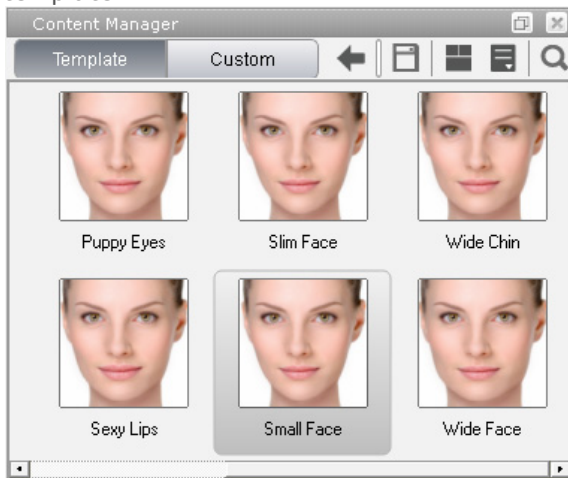 Content Manager
Template Custom
Puppy Eyes Slim Face Wide Chin
Sexy Lips Small Face Wide Face